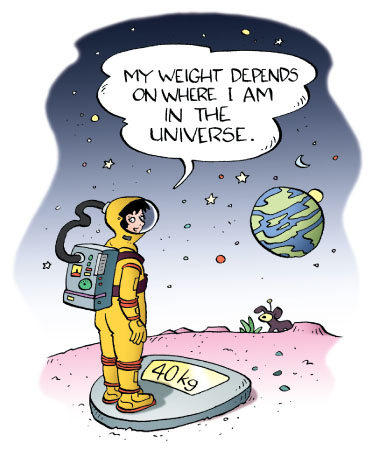 MY WEIGHT DEPENDS
ON WHERE I AM
IN THE
UNIVERSE.
40kg